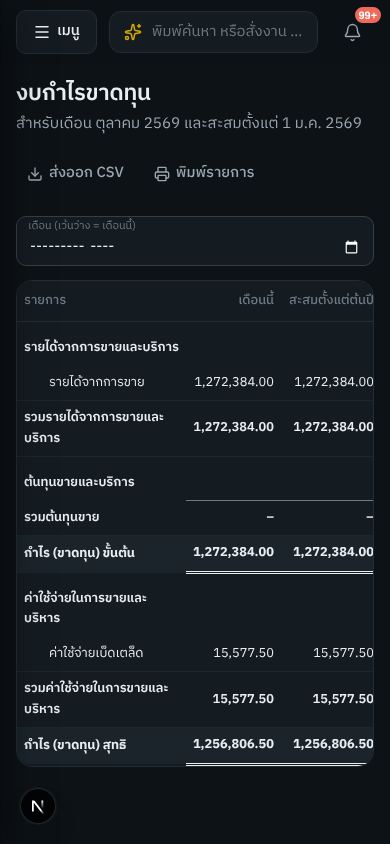 99+
เมนู
พิมพ์ค้นหา หรือสั่งงาน ...
งบกำไรขาดทุน
สำหรับเดือน ตุลาคม 2569 และสะสมตั้งแต่ 1 ม.ค. 2569
ส่งออก CSV พิมพ์รายการ
เดือน (เว้นว่าง = เดือนนี้)
--------- ----
รายการ เดือนนี้ สะสมตั้งแต่ต้นปี
รายได้จากการขายและบริการ
รายได้จากการขาย 1,272,384.00 1,272,384.00
รวมรายได้จากการขายและ
บริการ 1,272,384.00 1,272,384.00
ต้นทุนขายและบริการ
รวมต้นทุนขาย – –
กำไร (ขาดทุน) ขั้นต้น 1,272,384.00 1,272,384.00
ค่าใช้จ่ายในการขายและ
บริหาร
ค่าใช้จ่ายเบ็ดเตล็ด 15,577.50 15,577.50
รวมค่าใช้จ่ายในการขายและ
บริหาร 15,577.50 15,577.50
กำไร (ขาดทุน) สุทธิ 1,256,806.50 1,256,806.50
N